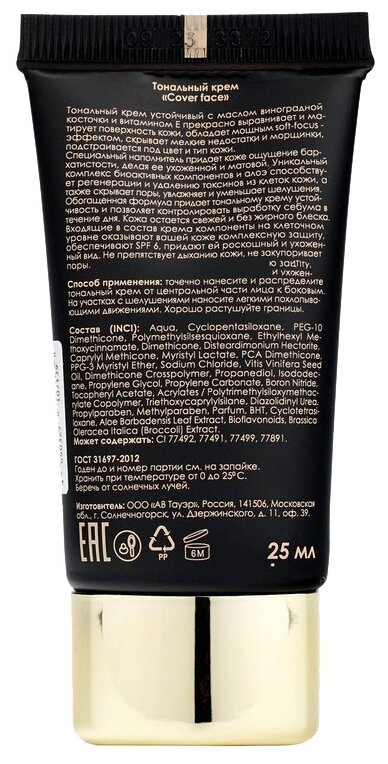 09 23 0312
Тональный крем
«Cover face»
Тональный крем устойчивый с маслом виноградной
косточки и витамином Е прекрасно выравнивает и ма-
тирует поверхность кожи, обладает мощным soft-focus -
эффектом, скрывает мелкие недостатки и морщинки,
подстраивается под цвет и тип кожи.
Специальный наполнитель придает коже ощущение бар-
хатистости, делая ее ухоженной и матовой. Уникальный
комплекс биоактивных компонентов и алоэ способству-
ет регенерации и удалению токсинов из клеток кожи, а
также скрывает поры, увлажняет и уменьшает шелушения.
Обогащенная формула придает тональному крему устой-
чивость и позволяет контролировать выработку себума в
течение дня. Кожа остается свежей и без жирного блеска.
Входящие в состав крема компоненты на клеточном
уровне оказывают вашей коже комплексную защиту,
обеспечивают SPF 6, придают ей роскошный и ухожен-
ный вид. Не препятствует дыханию кожи, не закупоривает
поры.
ю защиту,
и ухожен-
Способ применения: точечно нанесите и распределите
тональный крем от центральной части лица к боковым.
На участках с шелушениями наносите легкими похлопыва-
ющими движениями. Хорошо растушуйте границы.
Состав (INCI): Aqua, Cyclopentasiloxane, PEG-10
Dimethicone, Polymethylsilsesquioxane, Ethylhexyl Me-
thoxycinnamate, Dimethicone, Disteardimonium Hectorite,
Caprylyl Methicone, Myristyl Lactate, PCA Dimethicone,
PPG-3 Myristyl Ether, Sodium Chloride, Vitis Vinifera Seed
Oil, Dimethicone Crosspolymer, Propanediol, Isododec-
ane, Propylene Glycol, Propylene Carbonate, Boron Nitride,
Tocopheryl Acetate, Acrylates / Polytrimethylsiloxymethac-
rylate Copolymer, Triethoxycaprylylsilane, Diazolidinyl Urea,
Propylparaben, Methylparaben, Parfum, BHT, Cyclotetrasi-
loxane, Aloe Barbadensis Leaf Extract, Bioflavonoids, Brassica
Oleracea Italica (Broccoli) Extract.
Может содержать: CI 77492, 77491, 77499, 77891.
ГОСТ 31697-2012
Годен до и номер партии см. на запайке.
Хранить при температуре от 0 до 25°С.
Беречь от солнечных лучей.
Изготовитель: ООО «АВ Тауэр», Россия, 141506, Московская
обл., г. Солнечногорск, ул. Дзержинского, д. 11, оф. 39.
EAC
PP
6M
25 мл